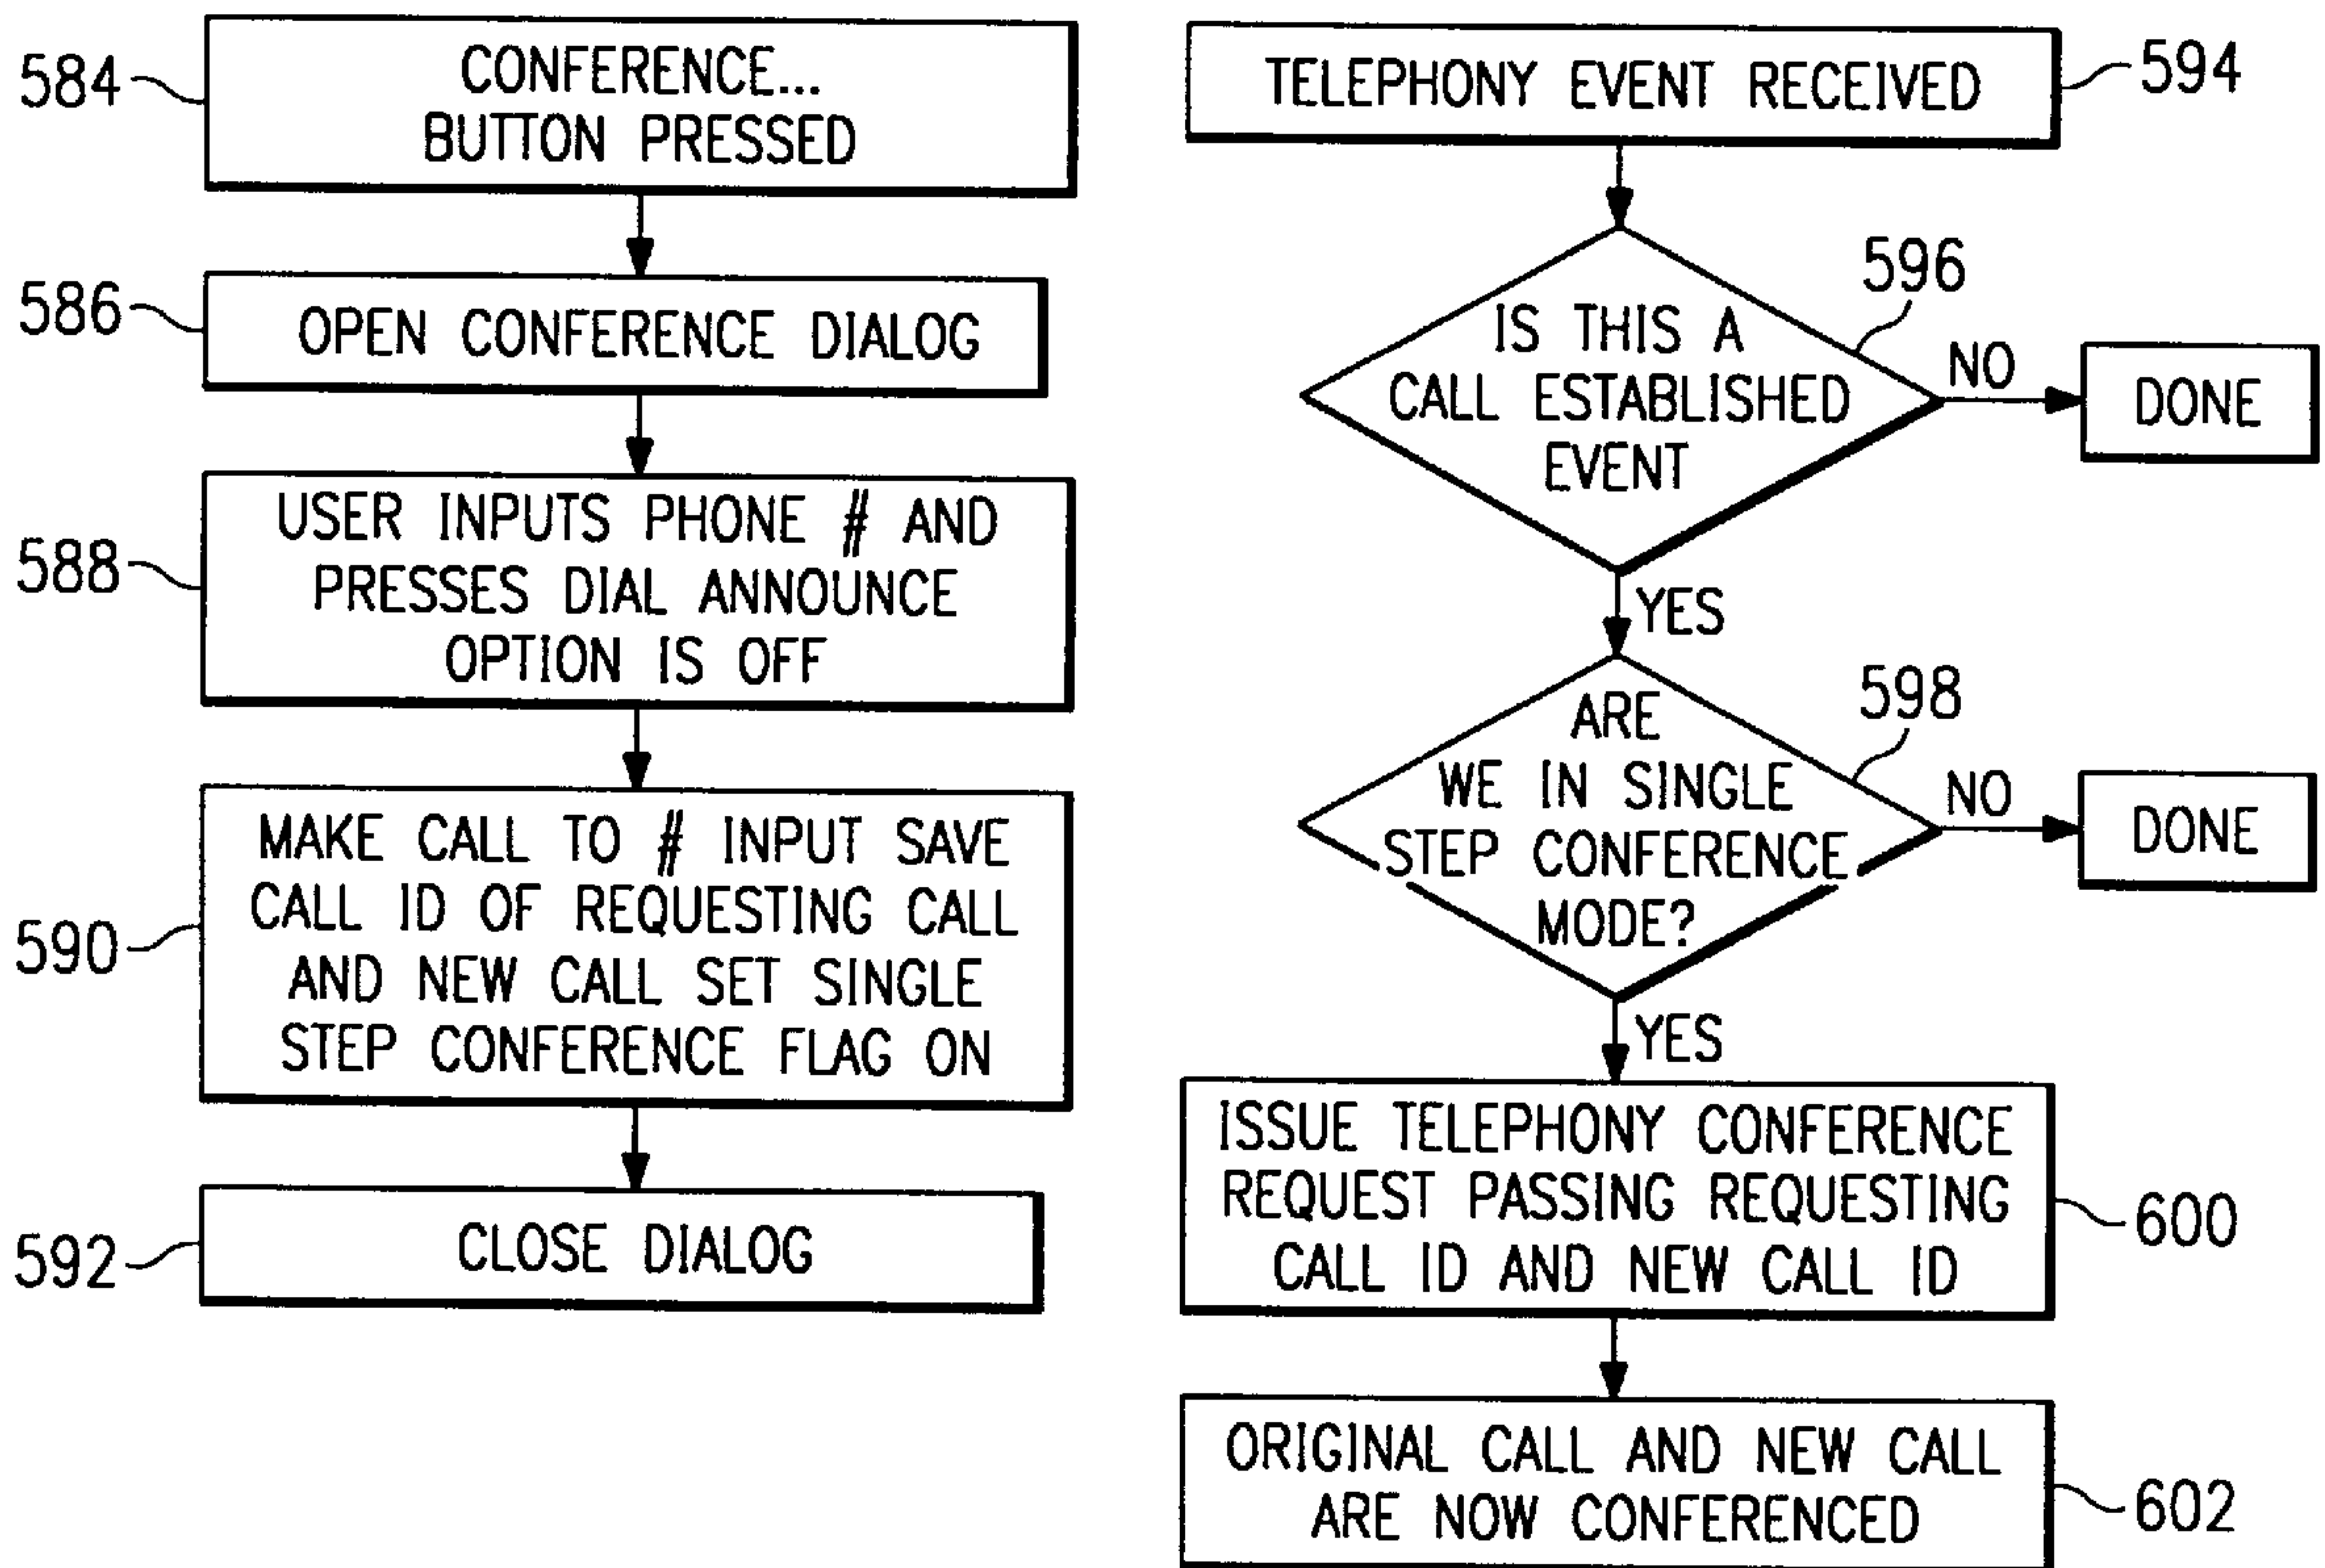 584
CONFERENCE...
BUTTON PRESSED
586
OPEN CONFERENCE DIALOG
588
USER INPUTS PHONE # AND
PRESSES DIAL ANNOUNCE
OPTION IS OFF
590
MAKE CALL TO # INPUT SAVE
CALL ID OF REQUESTING CALL
AND NEW CALL SET SINGLE
STEP CONFERENCE FLAG ON
592
CLOSE DIALOG
TELEPHONY EVENT RECEIVED
594
596
IS THIS A
CALL ESTABLISHED
EVENT
NO
DONE
YES
598
ARE
WE IN SINGLE
STEP CONFERENCE
MODE?
NO
DONE
YES
ISSUE TELEPHONY CONFERENCE
REQUEST PASSING REQUESTING
CALL ID AND NEW CALL ID
600
ORIGINAL CALL AND NEW CALL
ARE NOW CONFERENCED
602